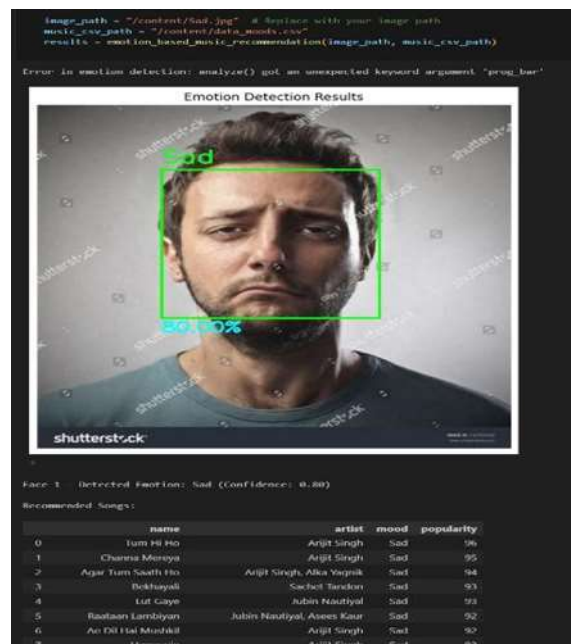 image_path = "/content/Sad.jpg" # Replace with your image path
music_csv_path = "/content/data_moods.csv"
results = emotion_based_music_recommendation(image_path, music_csv_path)
Error in emotion detection: analyze() got an unexpected keyword argument 'prog_bar'
Emotion Detection Results
Sad
80.00%
shutterstock
Face 1 - Detected Emotion: Sad (Confidence: 0.80)
Recommended Songs:
name artist mood popularity
0 Tum Hi Ho Arijit Singh Sad 96
1 Channa Mereya Arijit Singh Sad 95
2 Agar Tum Saath Ho Arijit Singh, Alka Yagnik Sad 94
3 Bekhayali Sachet Tandon Sad 93
4 Lut Gaye Jubin Nautiyal Sad 93
5 Raataan Lambiyan Jubin Nautiyal, Asees Kaur Sad 92
6 Ae Dil Hai Mushkil Arijit Singh Sad 92